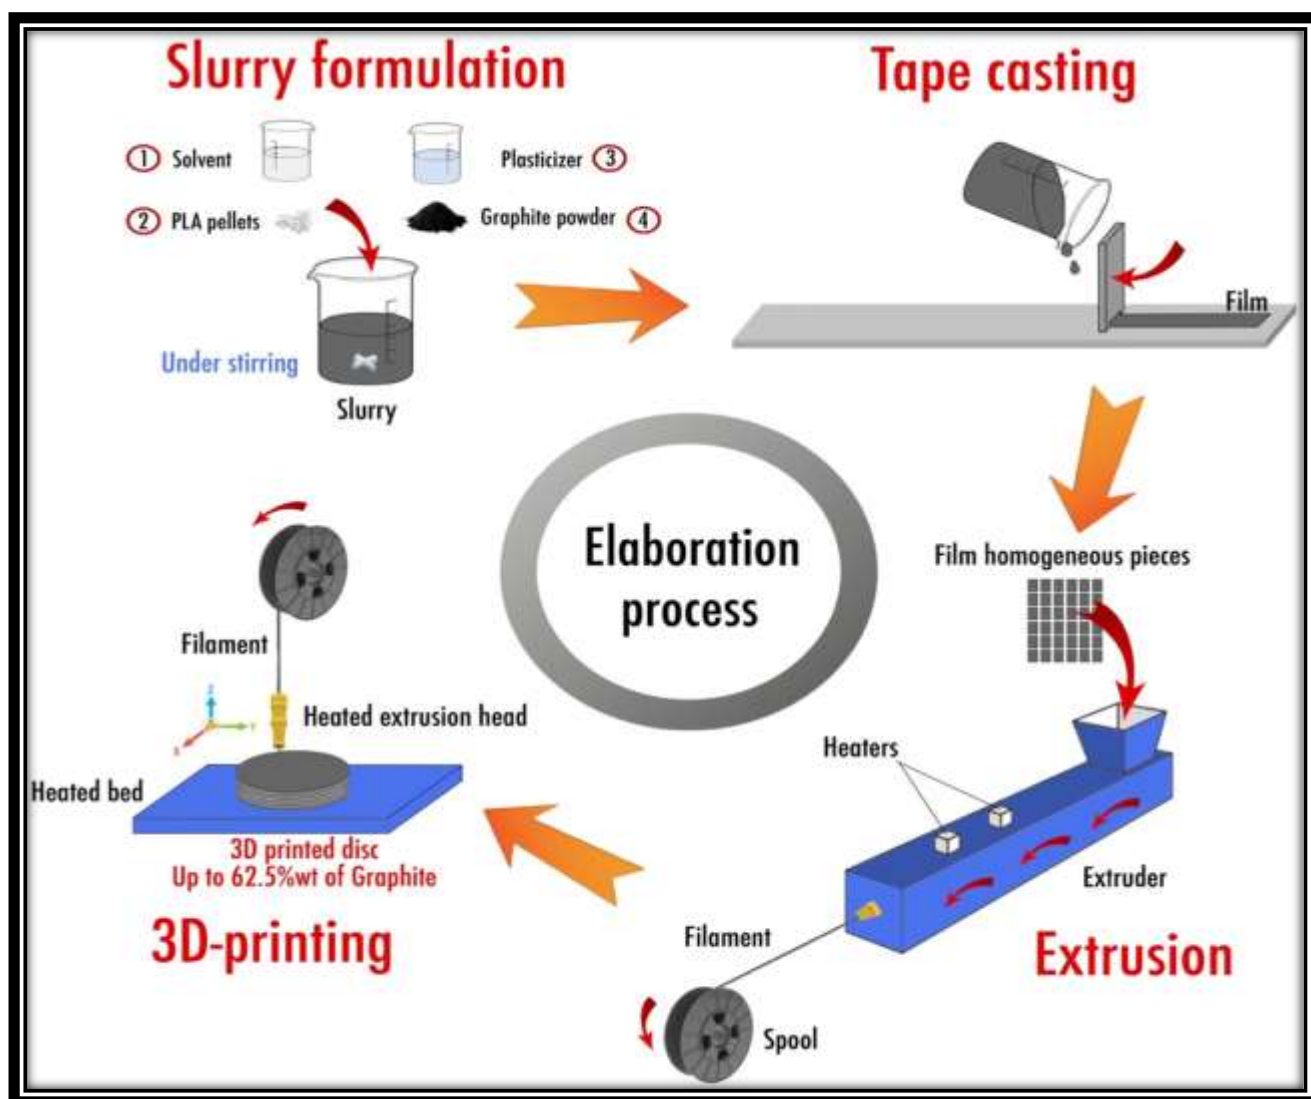 Slurry formulation
1 Solvent
Plasticizer 3
2 PLA pellets
Graphite powder 4
Under stirring
Slurry
Tape casting
Film
Elaboration
process
Film homogeneous pieces
Heaters
Extruder
Extrusion
Filament
Spool
Filament
Z
Y
X
Heated extrusion head
Heated bed
3D printed disc
Up to 62.5%wt of Graphite
3D-printing